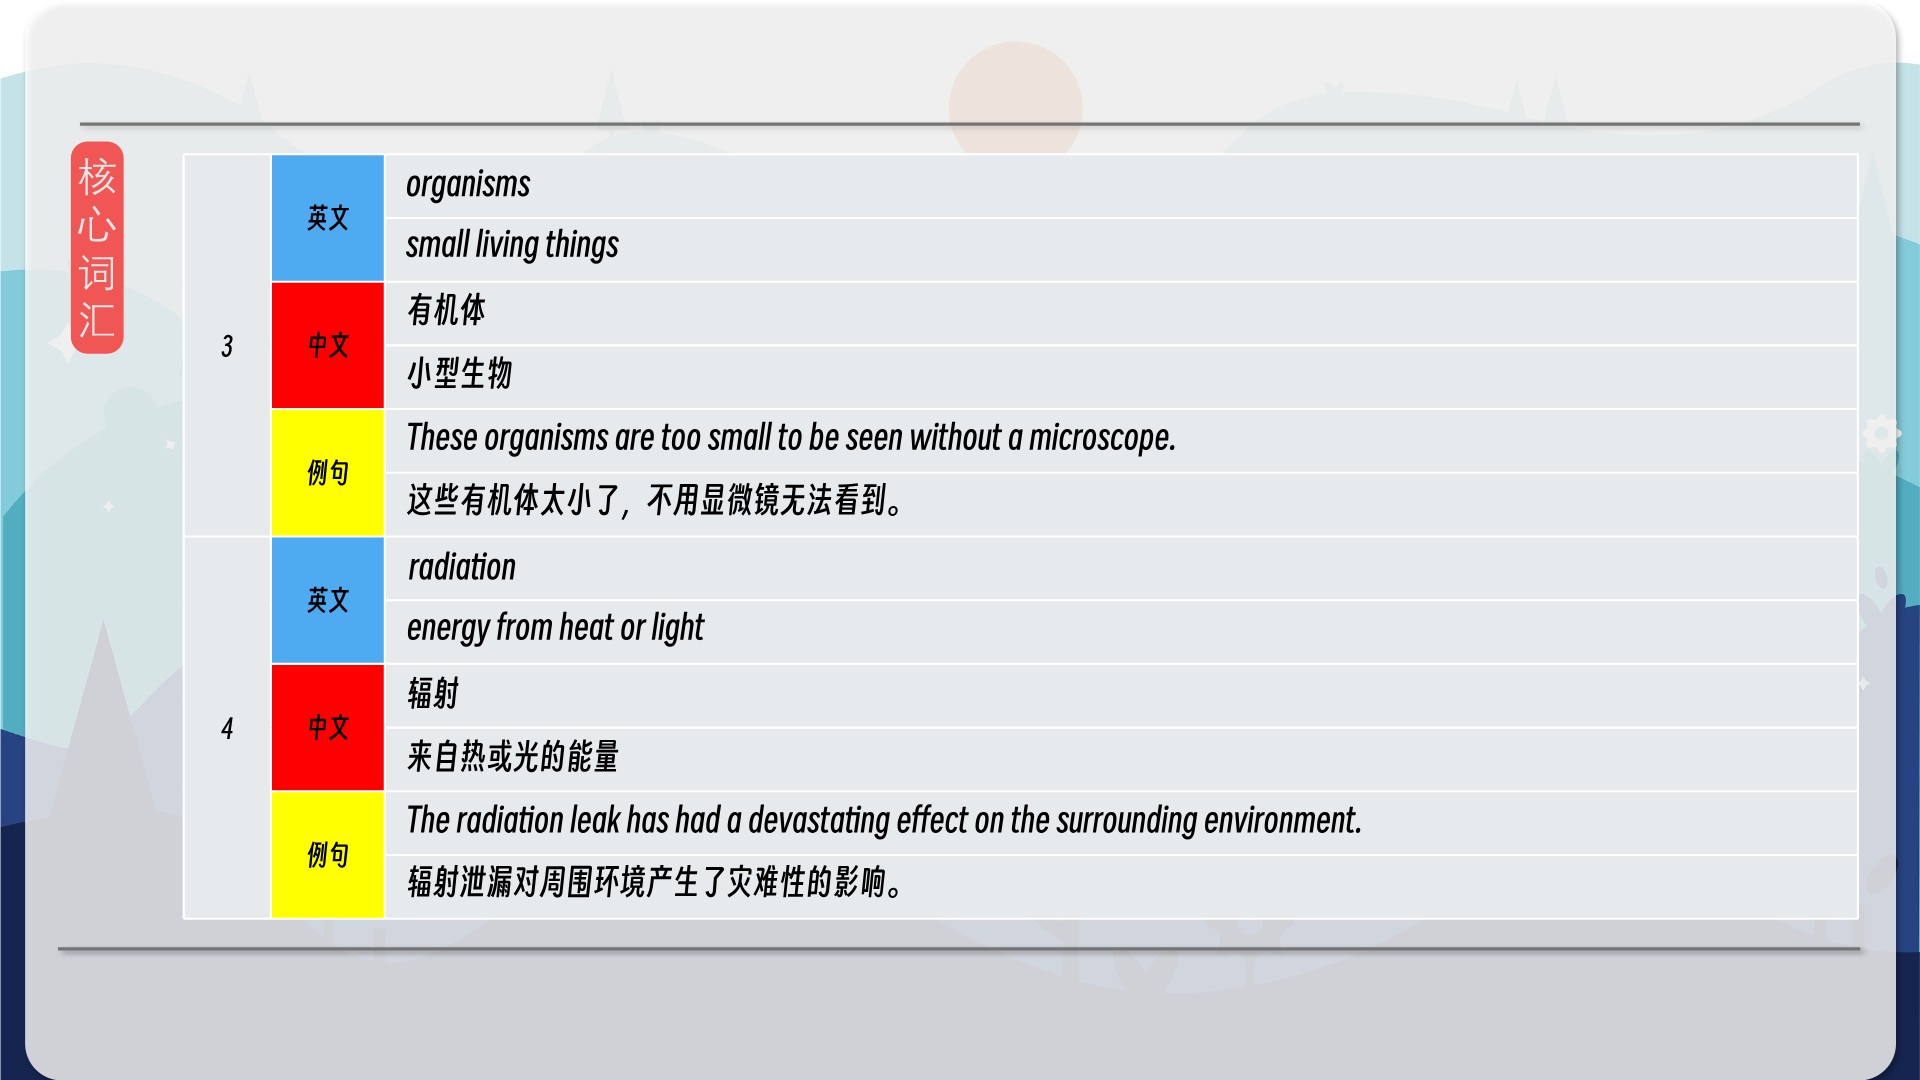 核
心
词
汇
3
英文
organisms
small living things
中文
有机体
小型生物
例句
These organisms are too small to be seen without a microscope.
这些有机体太小了，不用显微镜无法看到。
4
英文
radiation
energy from heat or light
中文
辐射
来自热或光的能量
例句
The radiation leak has had a devastating effect on the surrounding environment.
辐射泄漏对周围环境产生了灾难性的影响。